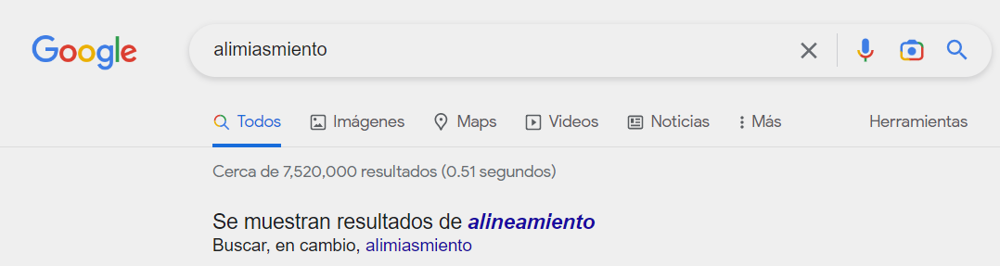 Google alimiasmiento
Todos Imágenes Maps Videos Noticias Más Herramientas
Cerca de 7,520,000 resultados (0.51 segundos)
Se muestran resultados de alineamiento
Buscar, en cambio, alimiasmiento